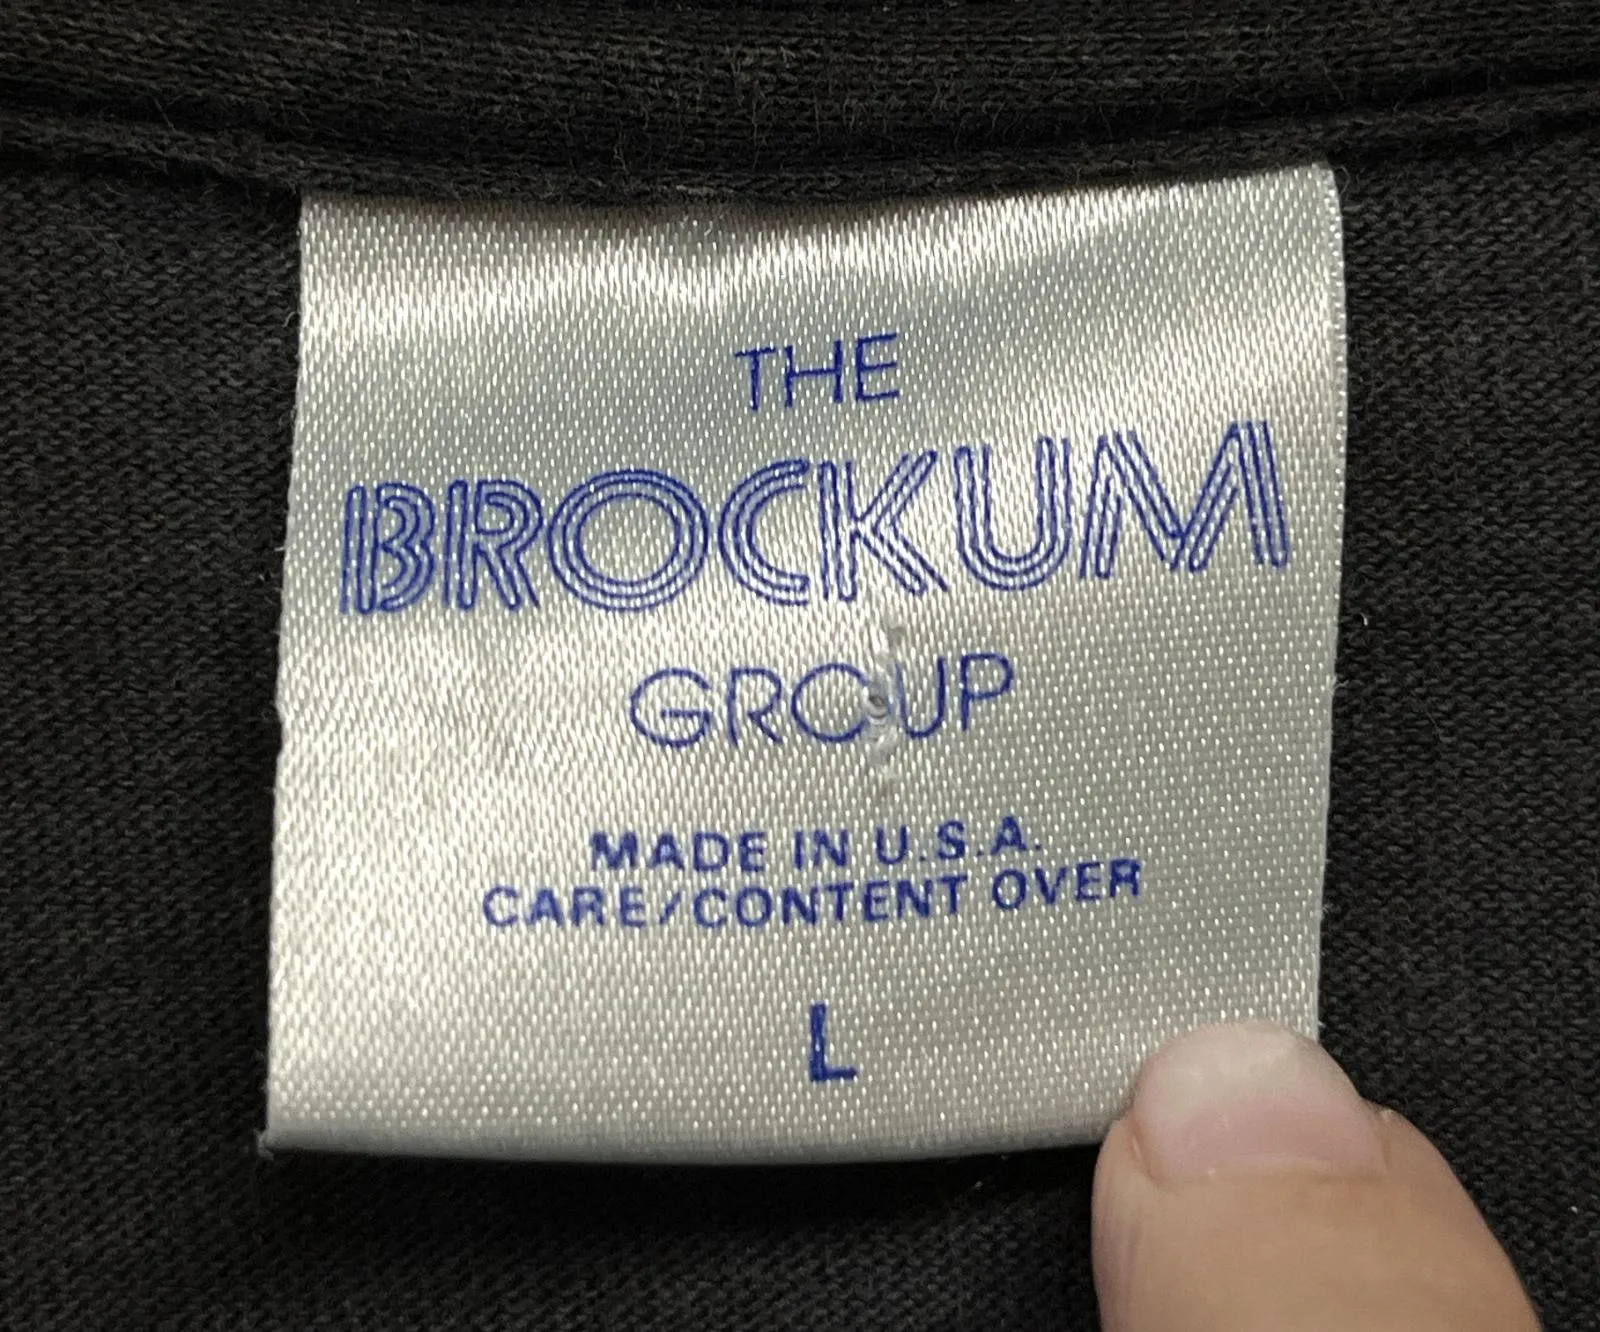 THE
BROCKUM
GROUP
MADE IN U.S.A.
CARE/CONTENT OVER
L